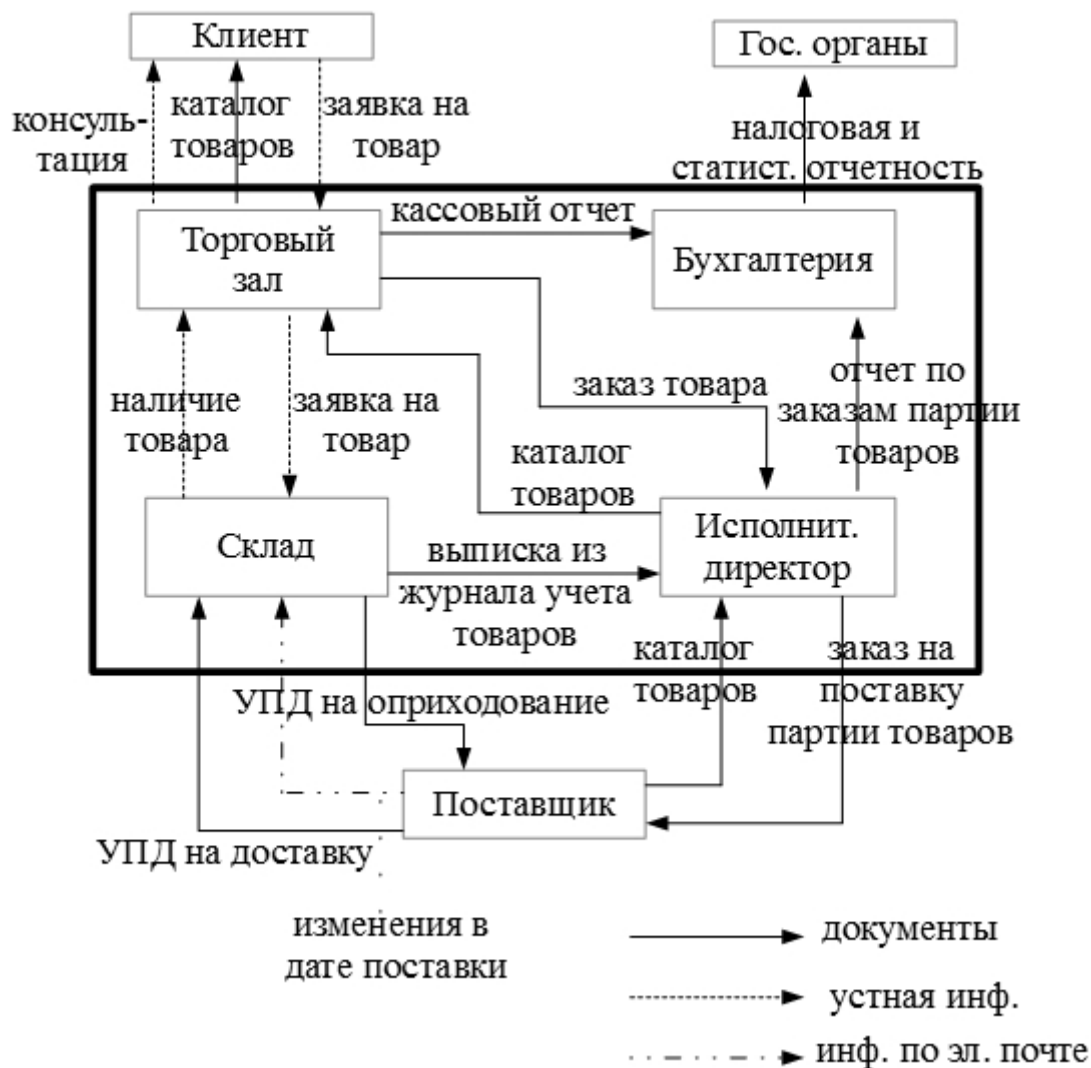 Клиент
Гос. органы
консуль-
тация
каталог
товаров
заявка на
товар
налоговая и
статист. отчетность
Торговый
зал
кассовый отчет
Бухгалтерия
наличие
товара
заявка на
товар
заказ товара
отчет по
заказам партии
товаров
каталог
товаров
Склад
выписка из
журнала учета
товаров
Исполнит.
директор
каталог
товаров
заказ на
поставку
партии товаров
УПД на оприходование
Поставщик
УПД на доставку
изменения в
дате поставки
документы
устная инф.
инф. по эл. почте